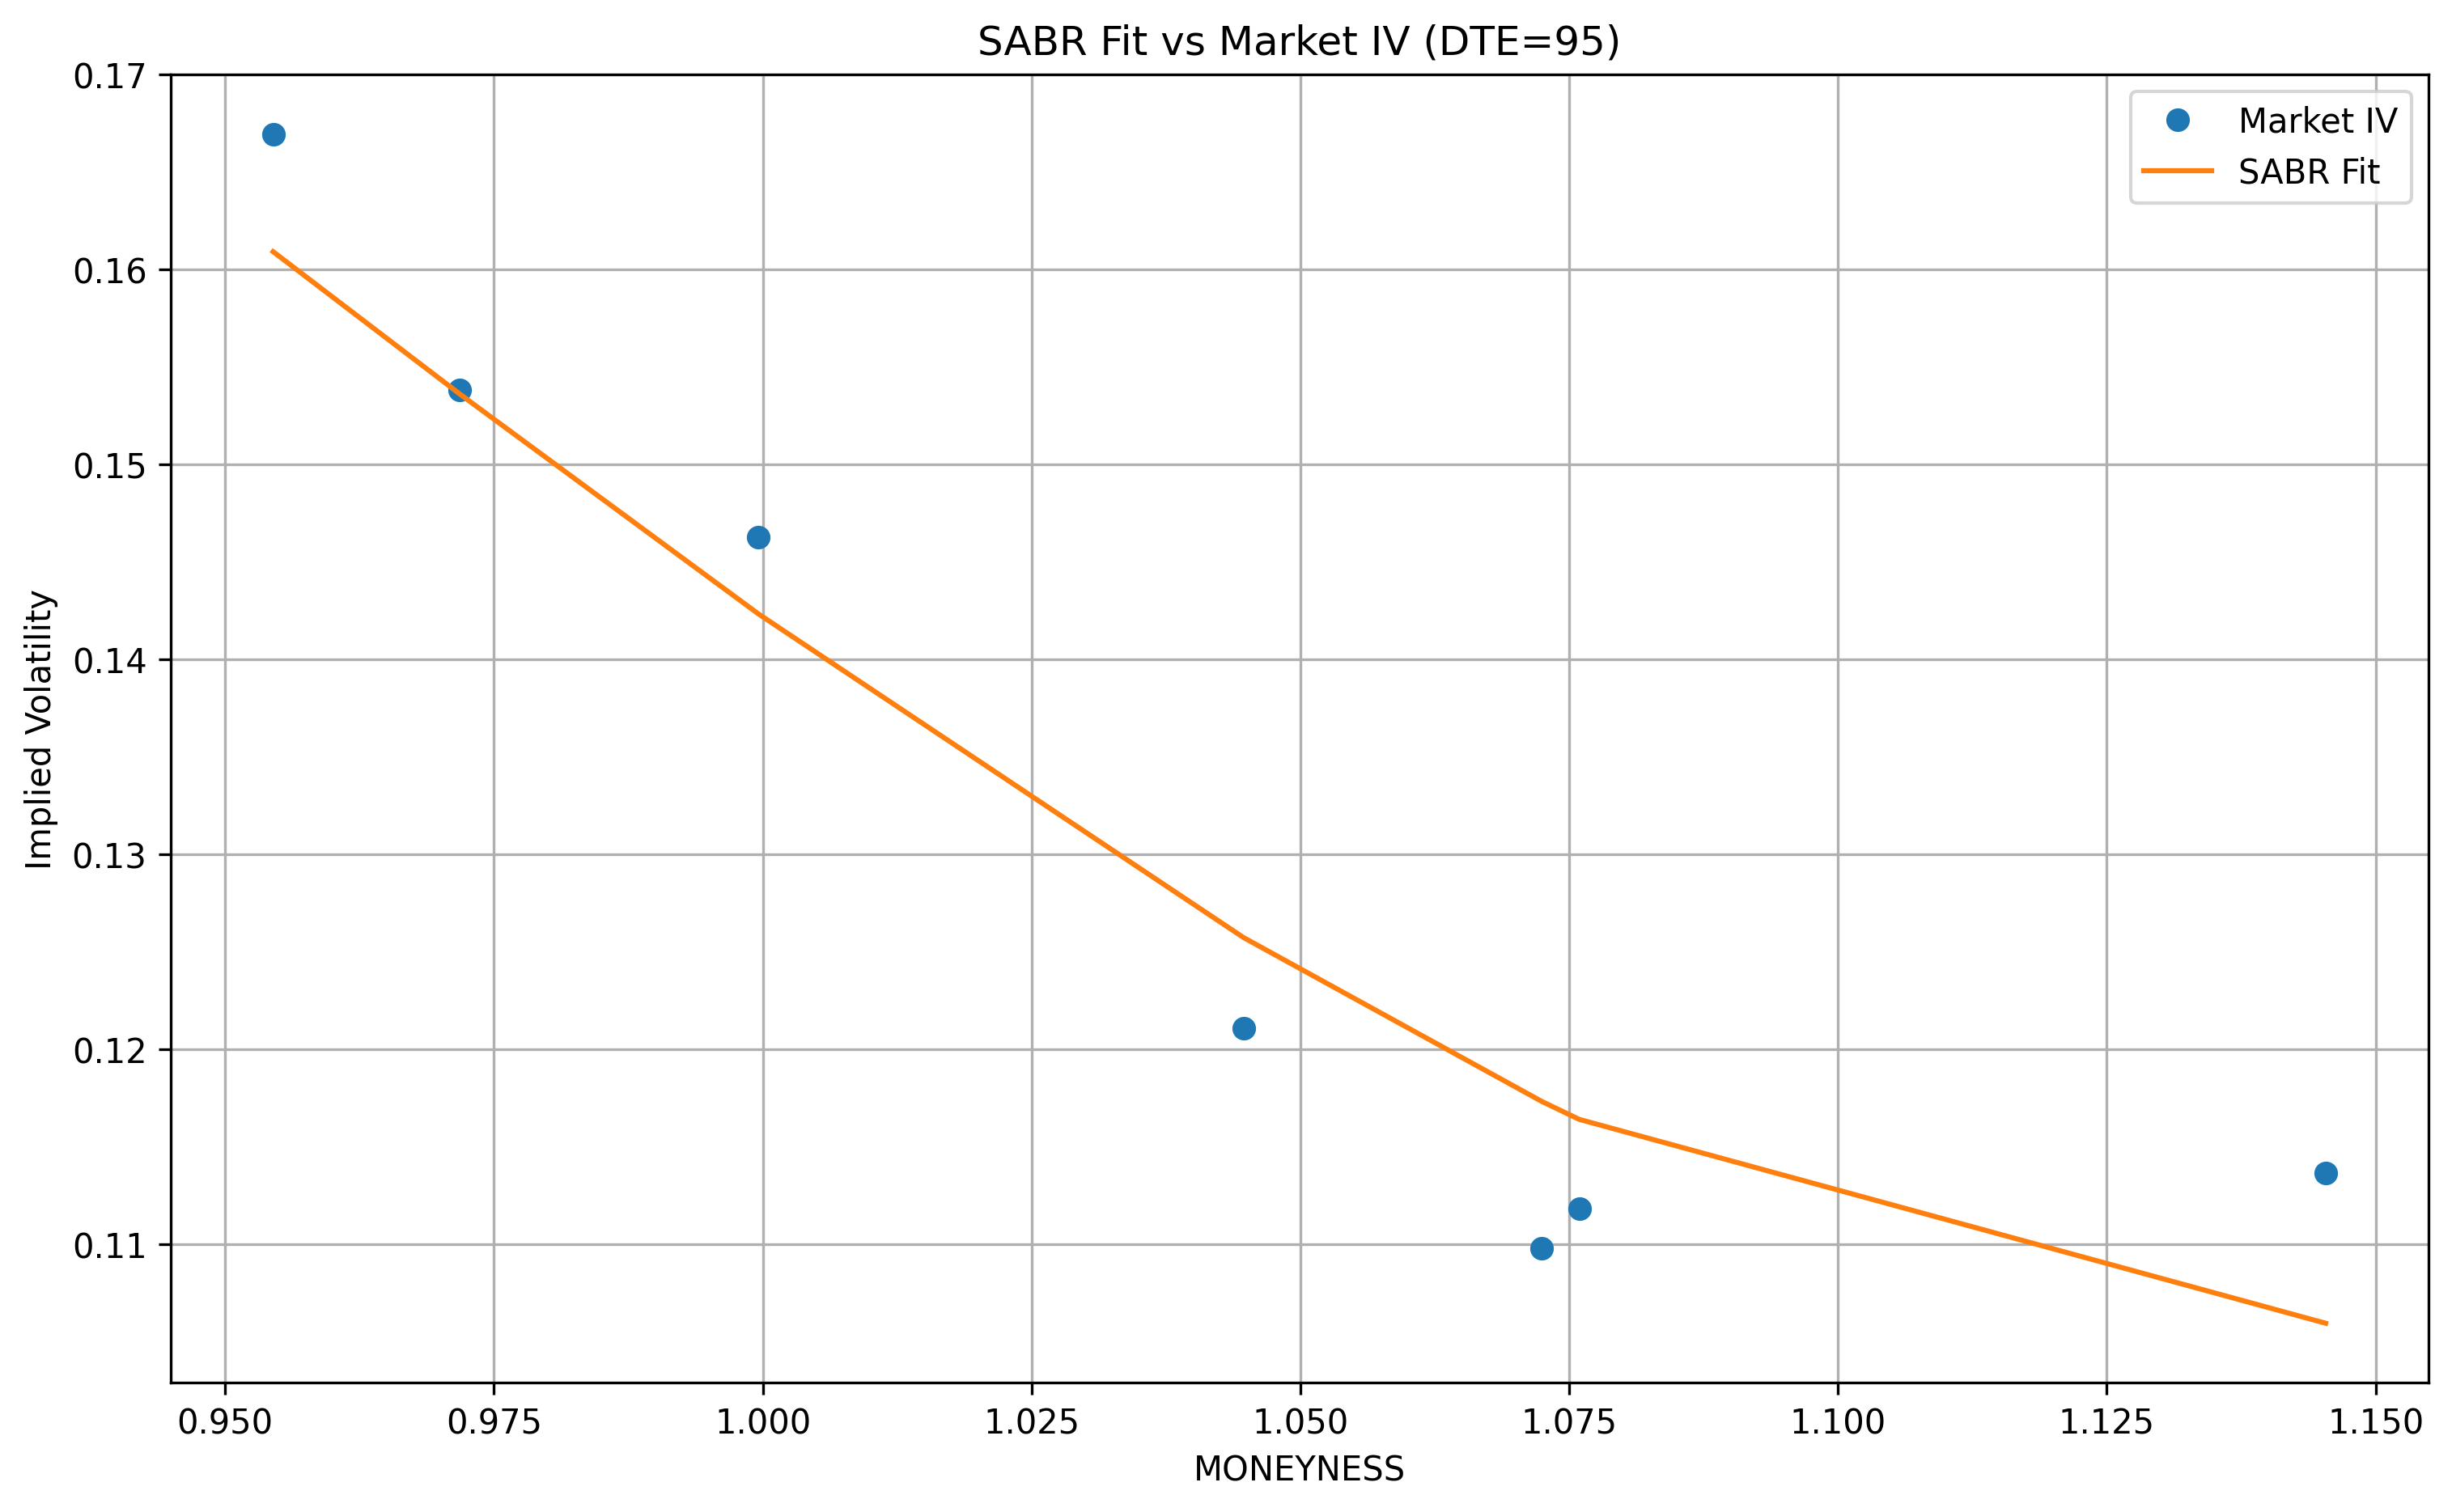 SABR Fit vs Market IV (DTE=95)
Market IV
SABR Fit
Implied Volatility
0.17
0.16
0.15
0.14
0.13
0.12
0.11
0.950 0.975 1.000 1.025 1.050 1.075 1.100 1.125 1.150
MONEYNESS